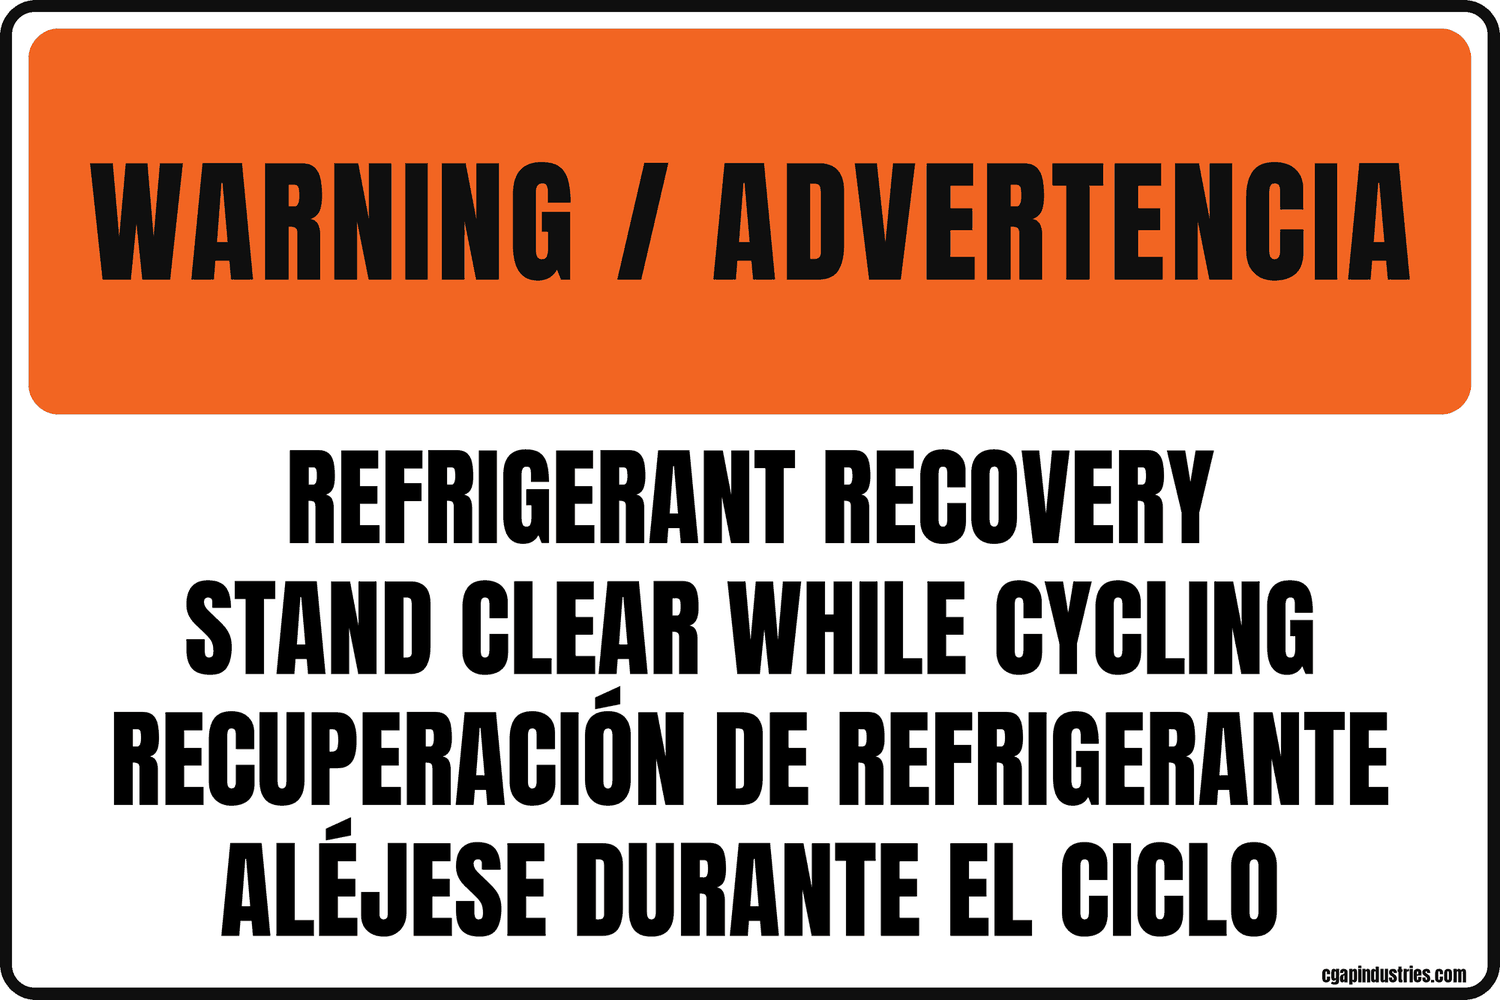 WARNING / ADVERTENCIA
REFRIGERANT RECOVERY
STAND CLEAR WHILE CYCLING
RECUPERACIÓN DE REFRIGERANTE
ALÉJESE DURANTE EL CICLO
cgapindustries.com